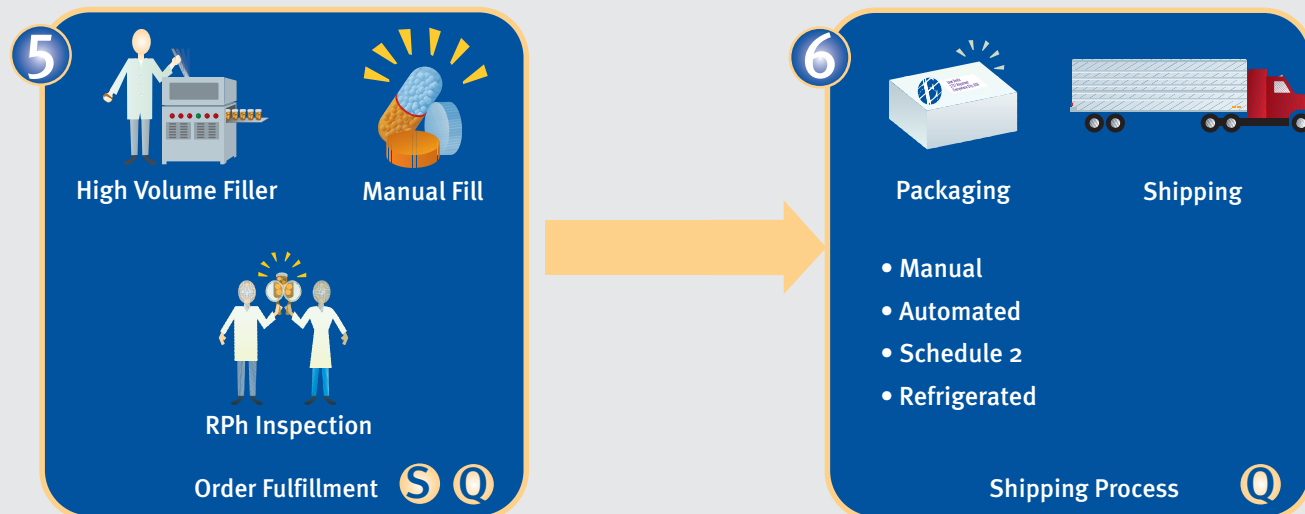 5
High Volume Filler
Manual Fill
RPh Inspection
Order Fulfillment S Q
6
Packaging
Shipping
• Manual
• Automated
• Schedule 2
• Refrigerated
Shipping Process Q